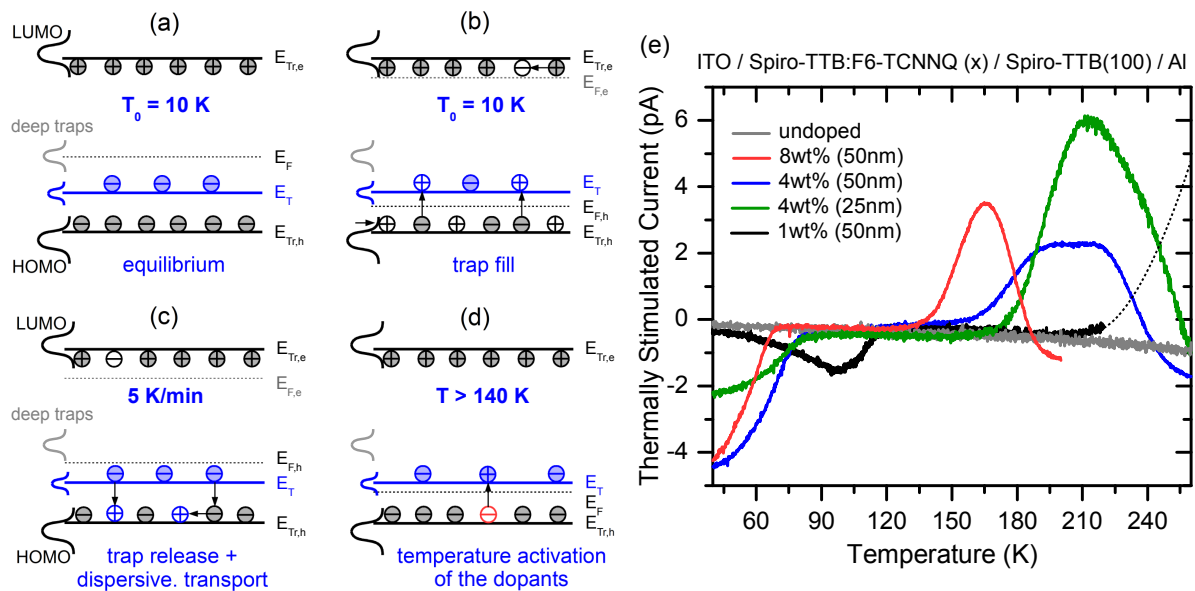 (a)
LUMO
E_Tr,e
T_0 = 10 K
deep traps
E_F
E_T
E_Tr,h
HOMO
equilibrium
(b)
E_Tr,e
E_F,e
T_0 = 10 K
E_T
E_F,h
E_Tr,h
trap fill
(c)
LUMO
E_Tr,e
5 K/min
E_F,e
deep traps
E_F,h
E_T
E_Tr,h
HOMO
trap release +
dispersive. transport
(d)
E_Tr,e
T > 140 K
E_T
E_F
E_Tr,h
temperature activation
of the dopants
(e)
ITO / Spiro-TTB:F6-TCNNQ (x) / Spiro-TTB(100) / Al
Thermally Stimulated Current (pA)
6
4
2
0
-2
-4
undoped
8wt% (50nm)
4wt% (50nm)
4wt% (25nm)
1wt% (50nm)
60 90 120 150 180 210 240
Temperature (K)